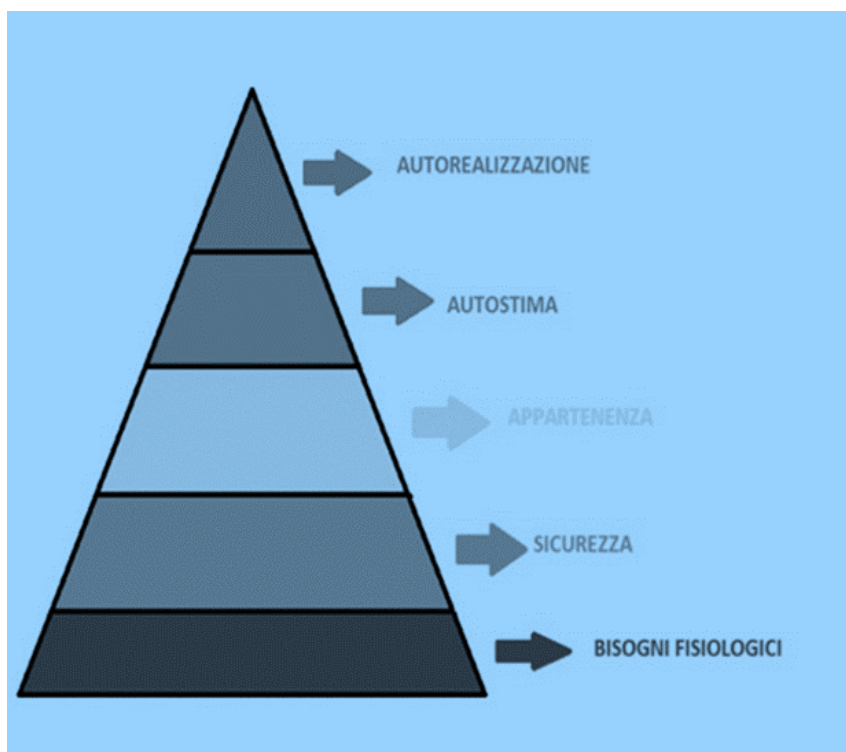 AUTOREALIZZAZIONE
AUTOSTIMA
APPARTENENZA
SICUREZZA
BISOGNI FISIOLOGICI